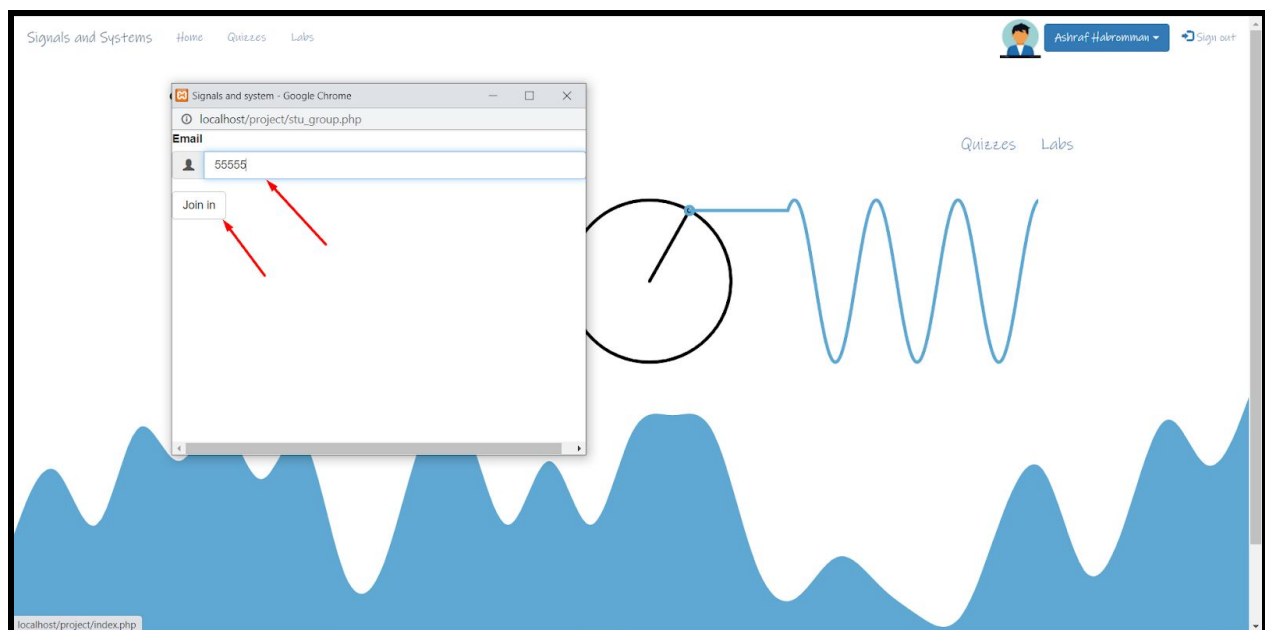 Signals and Systems Home Quizzes Labs
Ashraf Habromman
Sign out
Signals and system - Google Chrome
localhost/project/stu_group.php
Email
55555
Join in
Quizzes Labs
localhost/project/index.php